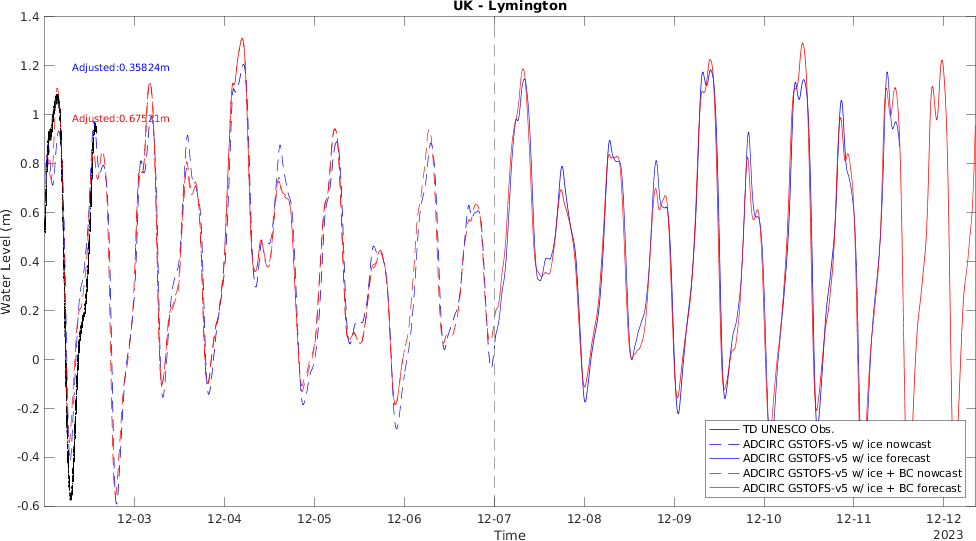 UK - Lymington
1.4
1.2
1
0.8
0.6
0.4
0.2
0
-0.2
-0.4
-0.6
Water Level (m)
Adjusted:0.35824m
Adjusted:0.67511m
TD UNESCO Obs.
ADCIRC GSTOFS-v5 w/ ice nowcast
ADCIRC GSTOFS-v5 w/ ice forecast
ADCIRC GSTOFS-v5 w/ ice + BC nowcast
ADCIRC GSTOFS-v5 w/ ice + BC forecast
12-03
12-04
12-05
12-06
12-07
12-08
12-09
12-10
12-11
12-12
Time
2023